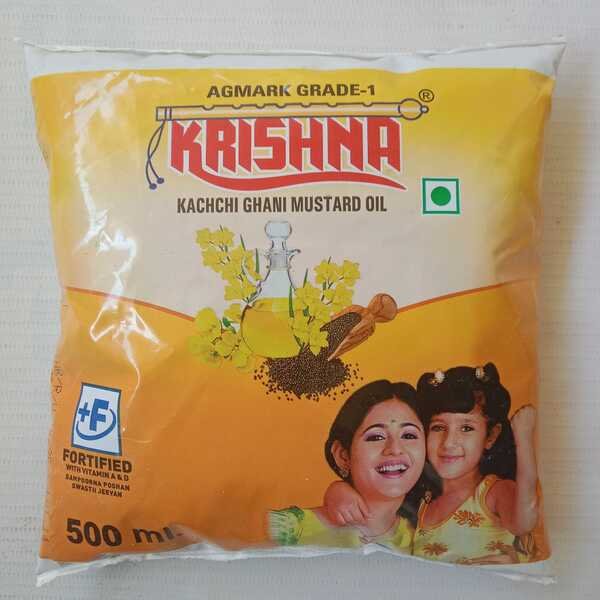 AGMARK GRADE-1
KRISHNA ®
KACHCHI GHANI MUSTARD OIL
+F
FORTIFIED
WITH VITAMIN A & D
SAMPOORNA POSHAN
SWASTH JEEVAN
500 ml.